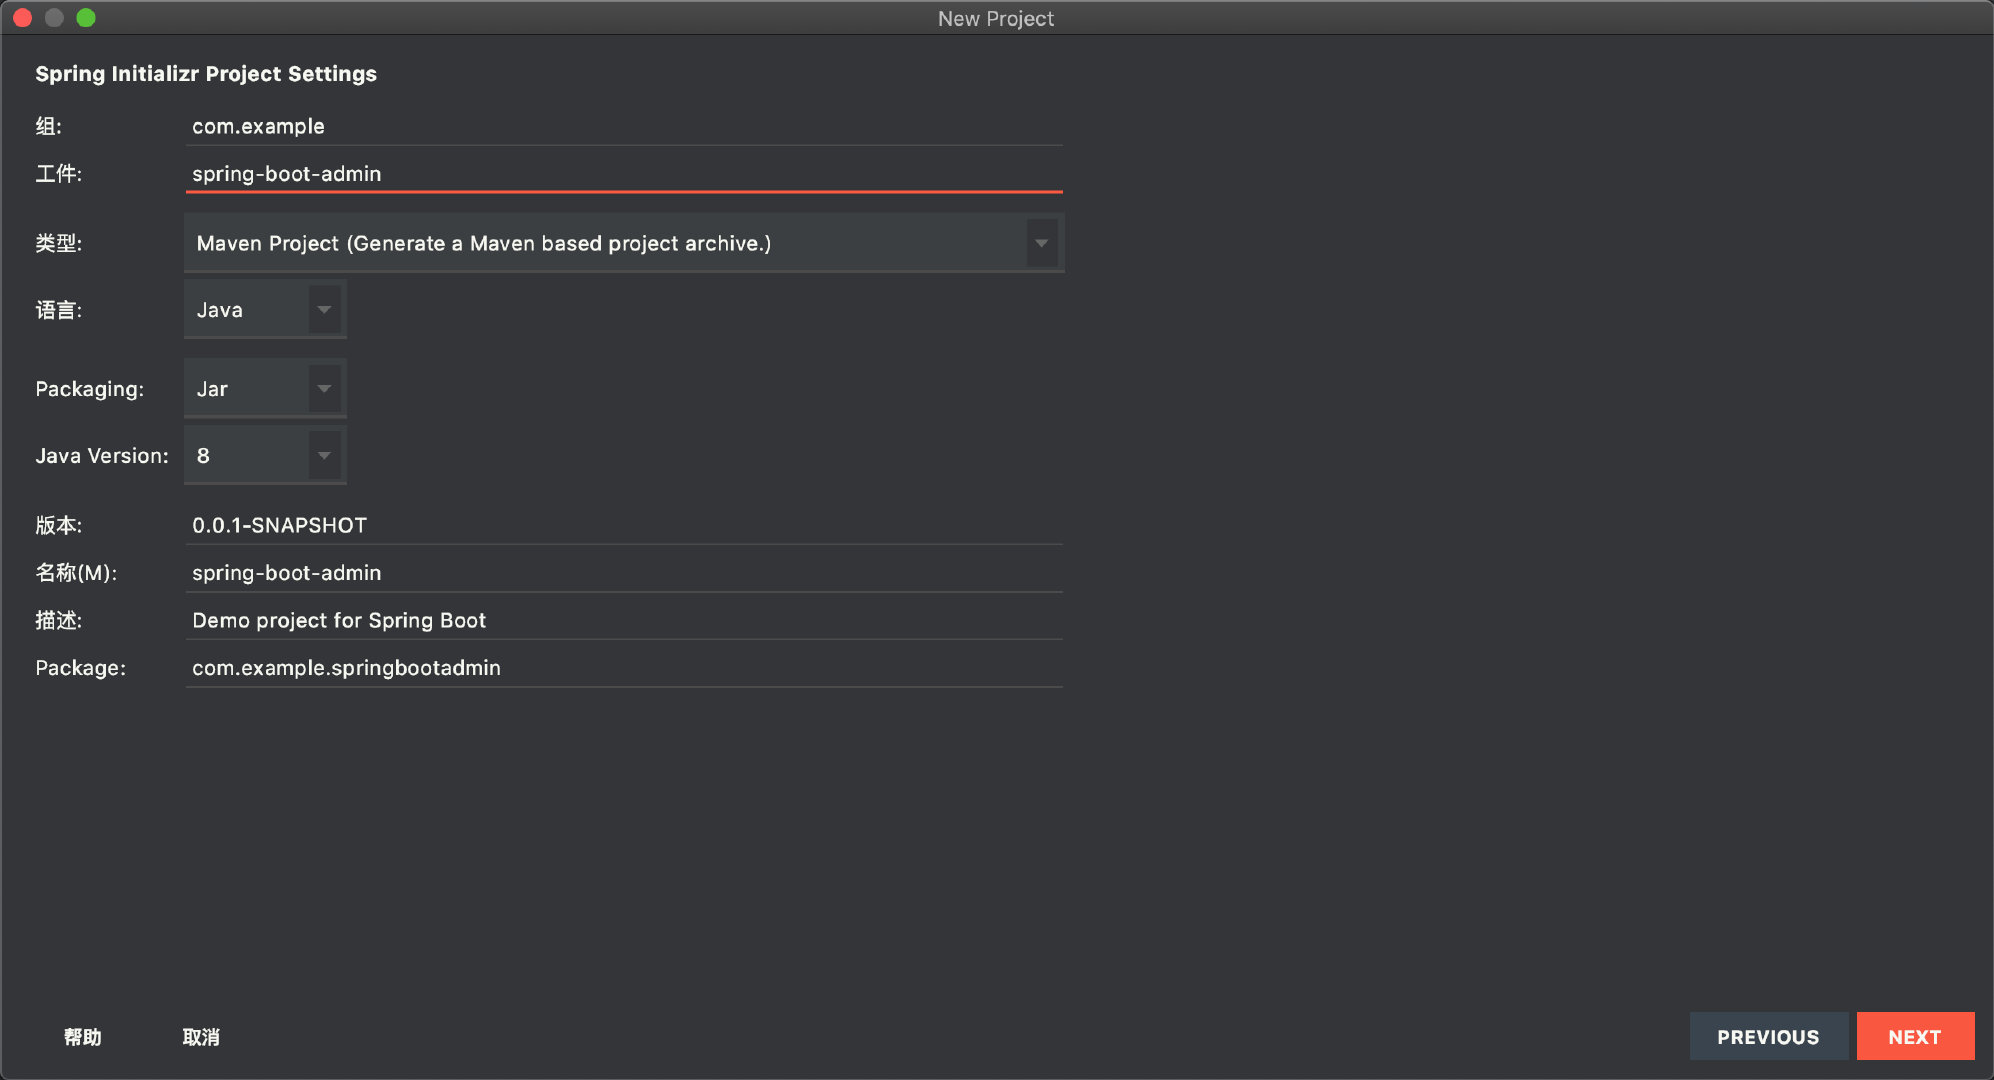 New Project
Spring Initializr Project Settings
组: com.example
工件: spring-boot-admin
类型: Maven Project (Generate a Maven based project archive.)
语言: Java
Packaging: Jar
Java Version: 8
版本: 0.0.1-SNAPSHOT
名称(M): spring-boot-admin
描述: Demo project for Spring Boot
Package: com.example.springbootadmin
帮助 取消 PREVIOUS NEXT